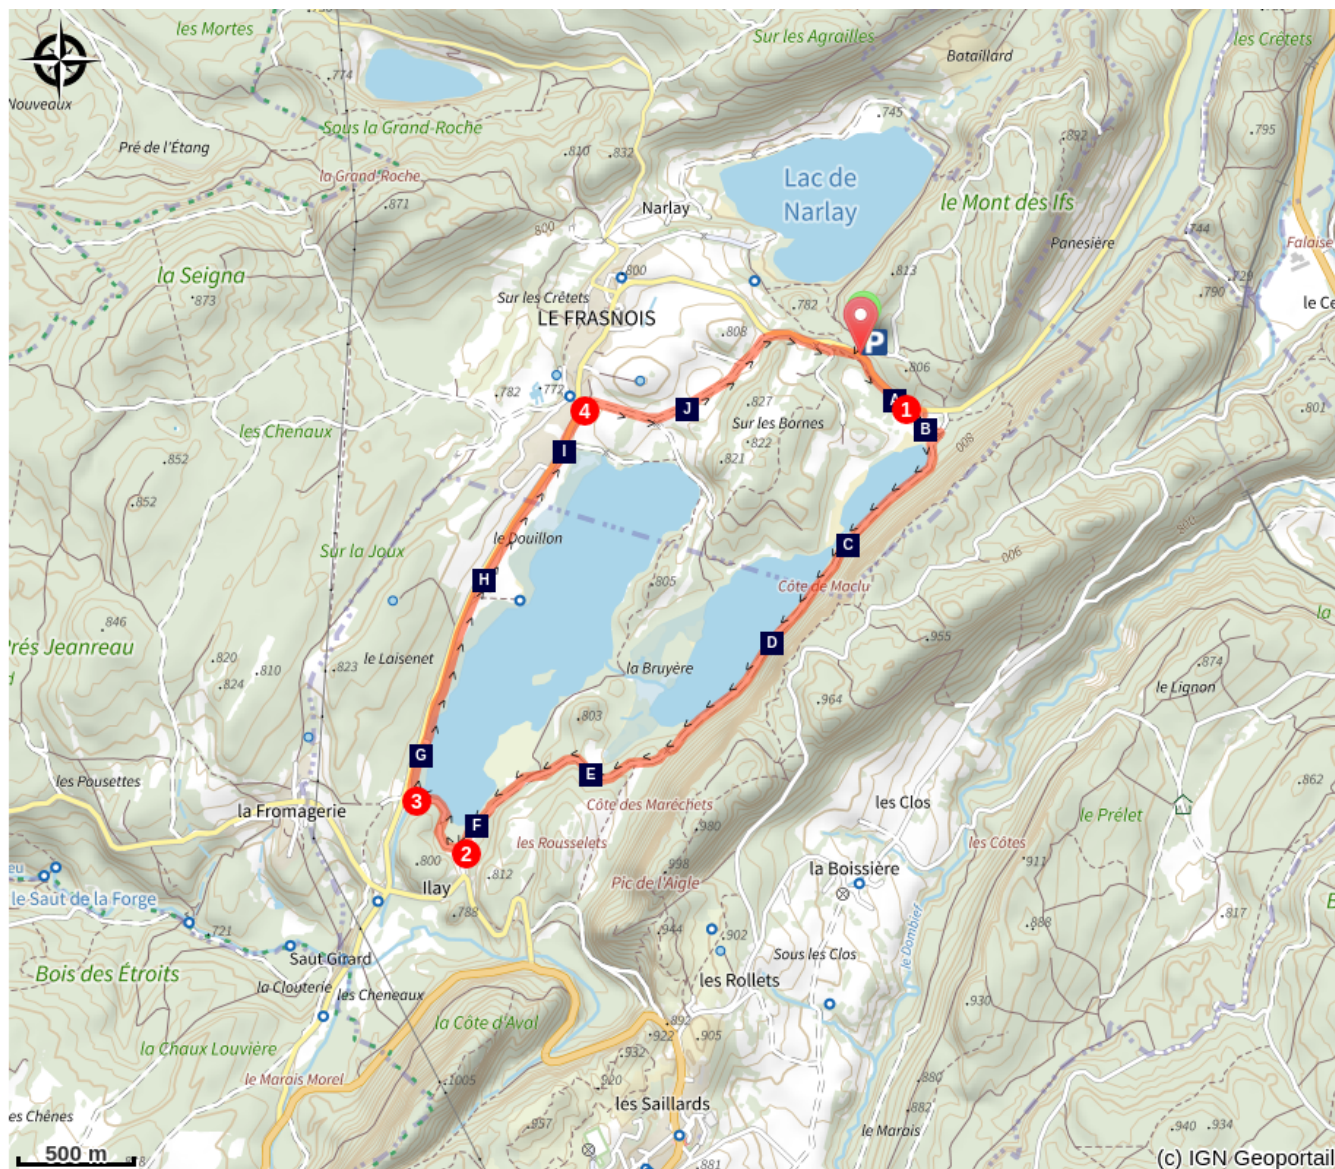 les Mortes
Sur les Agrailles
les Crêtets
Bataillard
.774
Nouveaux
.745
Sous la Grand-Roche
.892
.795
Pré de l'Étang
.810
.832
la Grand-Roche
Lac de
Narlay
.871
Narlay
le Mont des Ifs
800
.744
Panesière
Falaise
la Seigna
.800
.813
.729
.873
.790
Sur les Crêtets
.782
le Ce
LE FRASNOIS
.808
P
.806
.772
.782
A
1
4
J
.827
.801
Sur les Bornes
B
les Chenaux
.822
008
I
.852
.821
.852
800
le Douillon
C
Sur la Joux
900
H
.805
Côte de Maclu
.846
.955
Prés Jeanreau
D
.820
.810
.823
le Laisenet
la Bruyère
.874
.824
.964
le Lignon
.803
G
les Pousettes
E
.862
3
la Fromagerie
Côte des Maréchets
les Clos
le Prélet
F
.980
les Rousselets
les Côtes
2
.800
.998
.911
.812
la Boissière
Ilay
Pic de l'Aigle
le Saut de la Forge
.788
.817
.888
.721
.944
.902
le Dombief
Saut Girard
Sous les Clos
Bois des Étroits
les Rollets
la Clouterie
les Cheneaux
.930
la Côte d'Aval
.892
.922
.905
la Chaux Louvière
.932
le Marais Morel
.1005
.920
.880
les Saillards
.882
es Chênes
.957
.940
.934
le Marais
500 m
.881
(c) IGN Geoportail